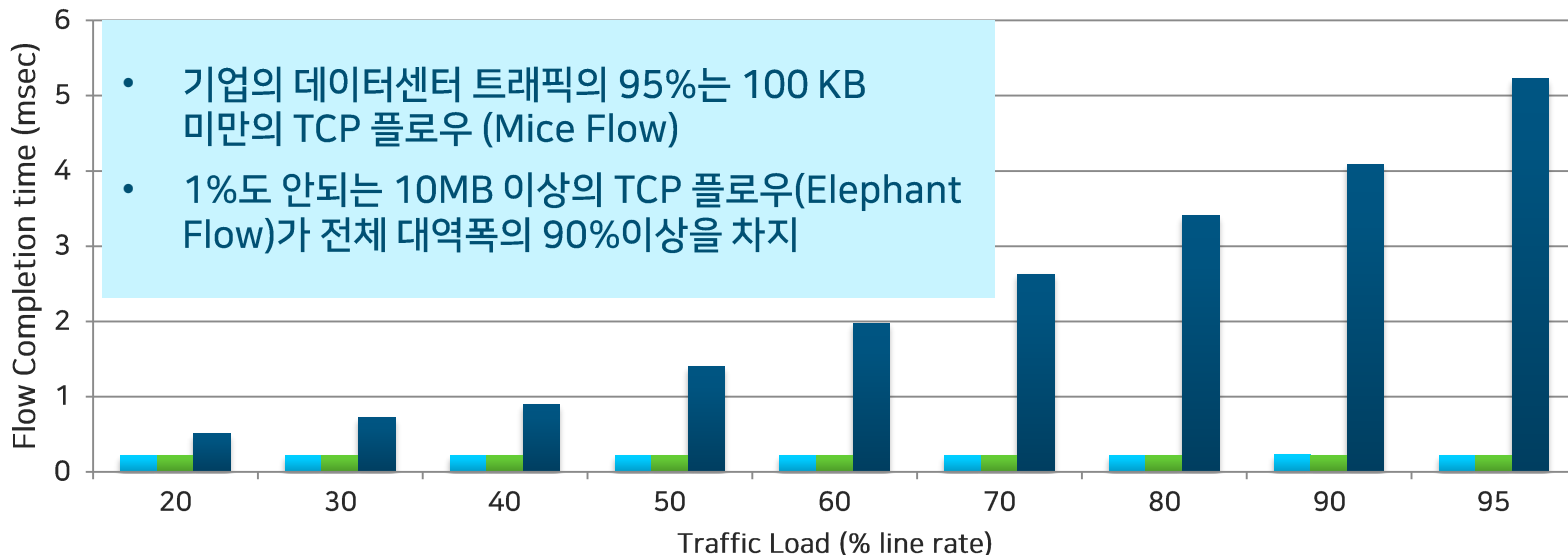 Flow Completion time (msec)
6
5
4
3
2
1
0
• 기업의 데이터센터 트래픽의 95%는 100 KB
미만의 TCP 플로우 (Mice Flow)
• 1%도 안되는 10MB 이상의 TCP 플로우(Elephant
Flow)가 전체 대역폭의 90%이상을 차지
20 30 40 50 60 70 80 90 95
Traffic Load (% line rate)